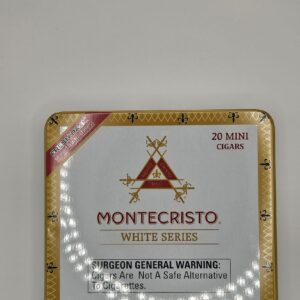 20 MINI
CIGARS
MONTECRISTO
WHITE SERIES
SURGEON GENERAL WARNING:
Cigars Are Not A Safe Alternative
To Cigarettes.